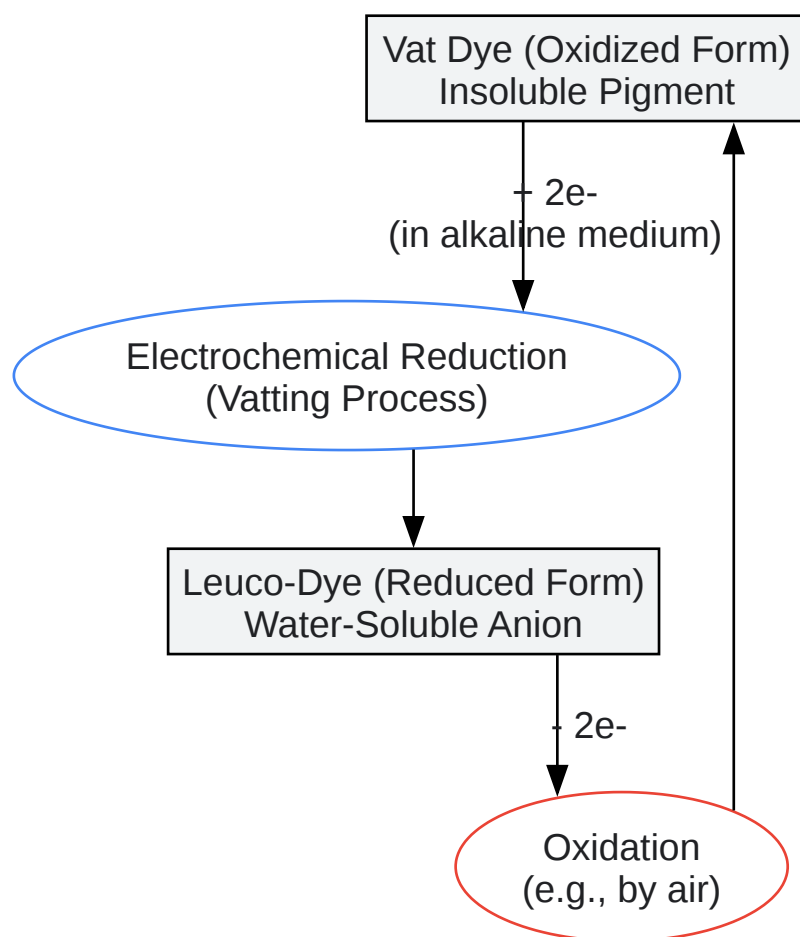 Vat Dye (Oxidized Form)
Insoluble Pigment
+ 2e-
(in alkaline medium)
Electrochemical Reduction
(Vatting Process)
Leuco-Dye (Reduced Form)
Water-Soluble Anion
- 2e-
Oxidation
(e.g., by air)